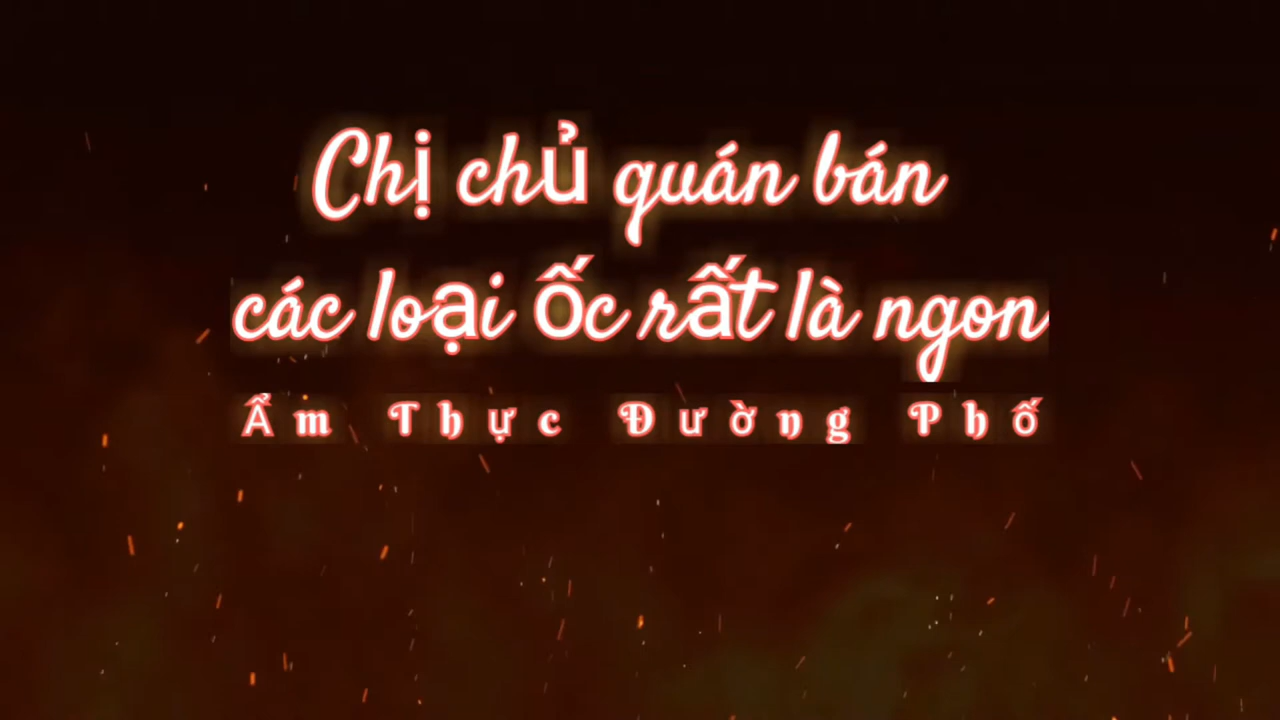 Chị chủ quán bán
các loại ốc rất là ngon
Ẩm Thực Đường Phố